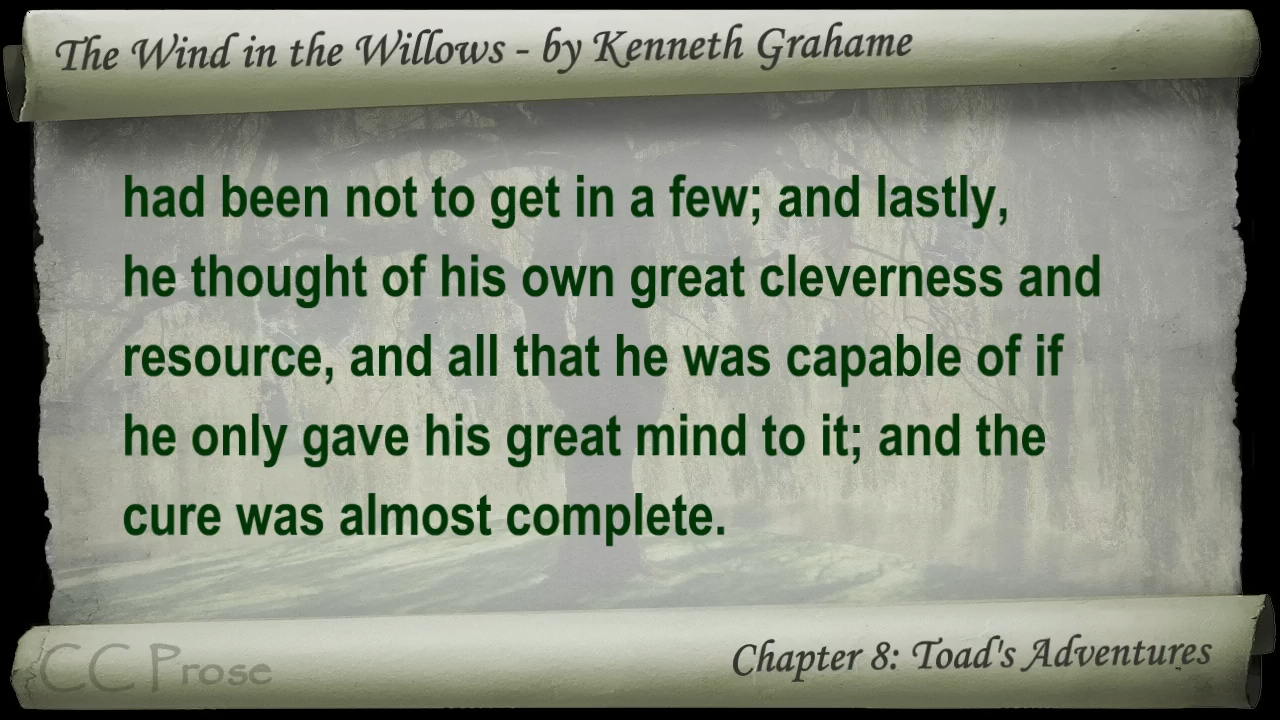 The Wind in the Willows - by Kenneth Grahame
had been not to get in a few; and lastly,
he thought of his own great cleverness and
resource, and all that he was capable of if
he only gave his great mind to it; and the
cure was almost complete.
CC Prose
Chapter 8: Toad's Adventures